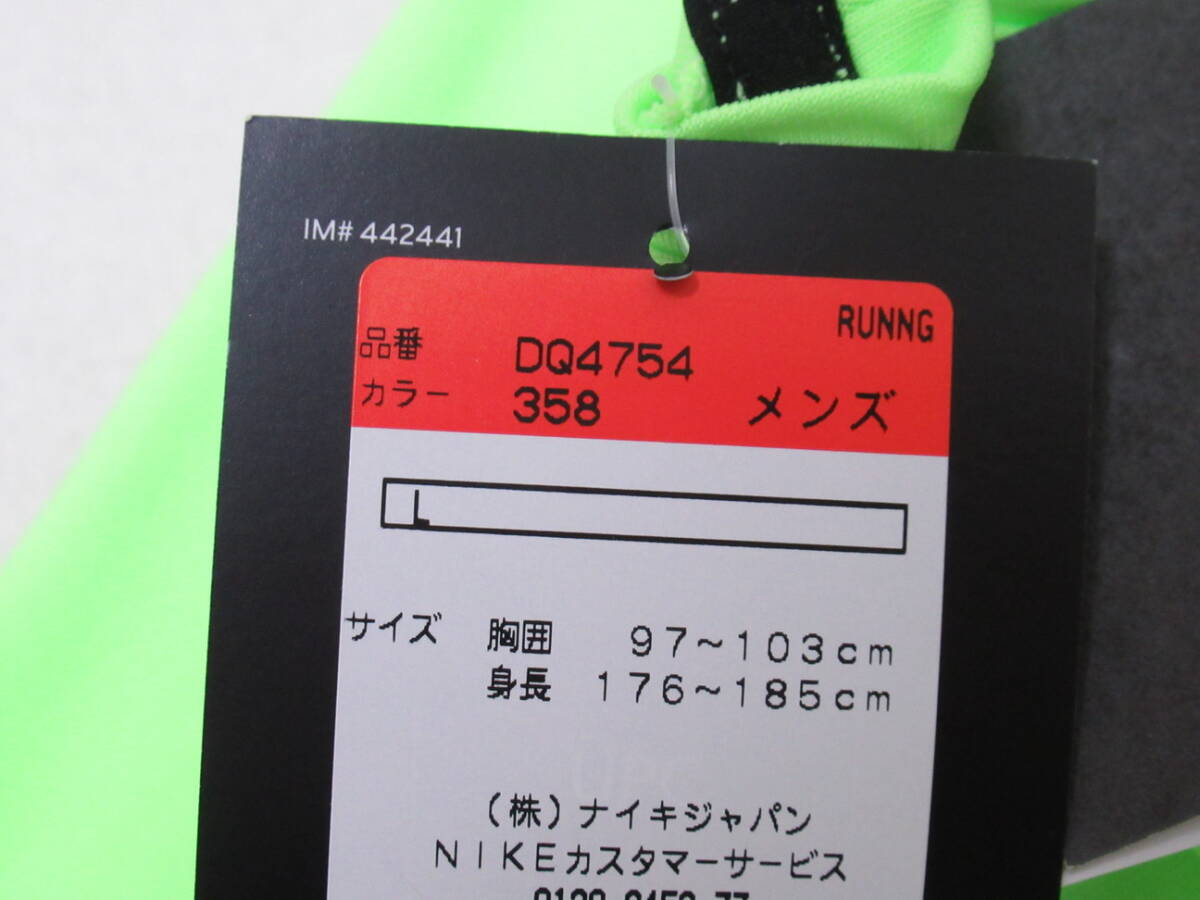 IM# 442441
RUNNG
品番 DQ4754
カラー 358 メンズ
L
サイズ 胸囲 97～103cm
身長 176～185cm
(株)ナイキジャパン
NIKEカスタマーサービス